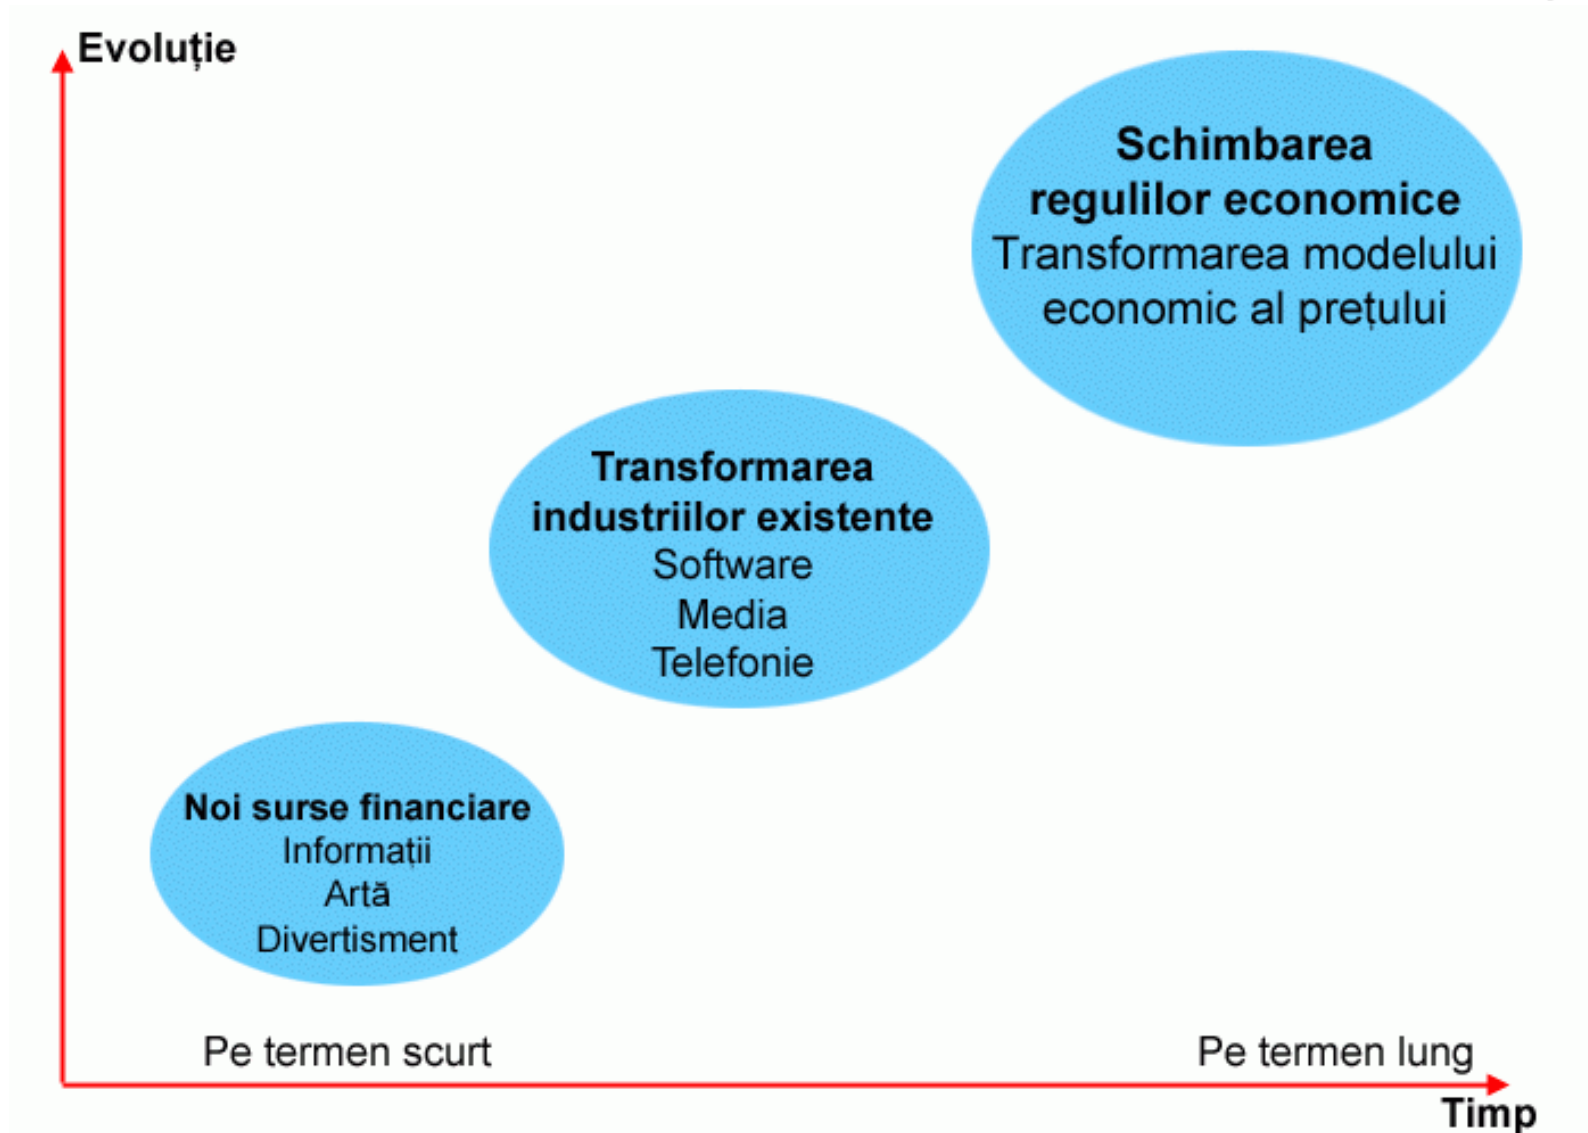 Evoluție
Schimbarea
regulilor economice
Transformarea modelului
economic al prețului
Transformarea
industriilor existente
Software
Media
Telefonie
Noi surse financiare
Informații
Artă
Divertisment
Pe termen scurt
Pe termen lung
Timp